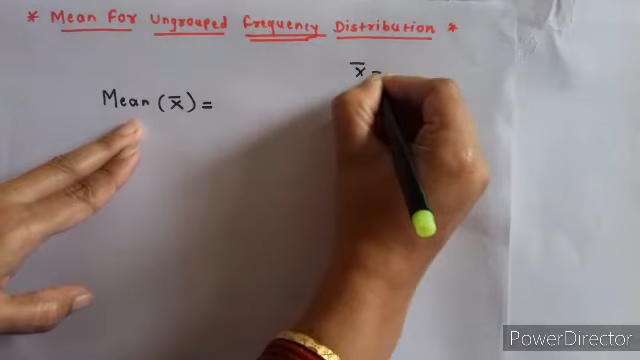 * Mean For Ungrouped Frequency Distribution *
x̅ =
Mean (x̅) =
PowerDirector